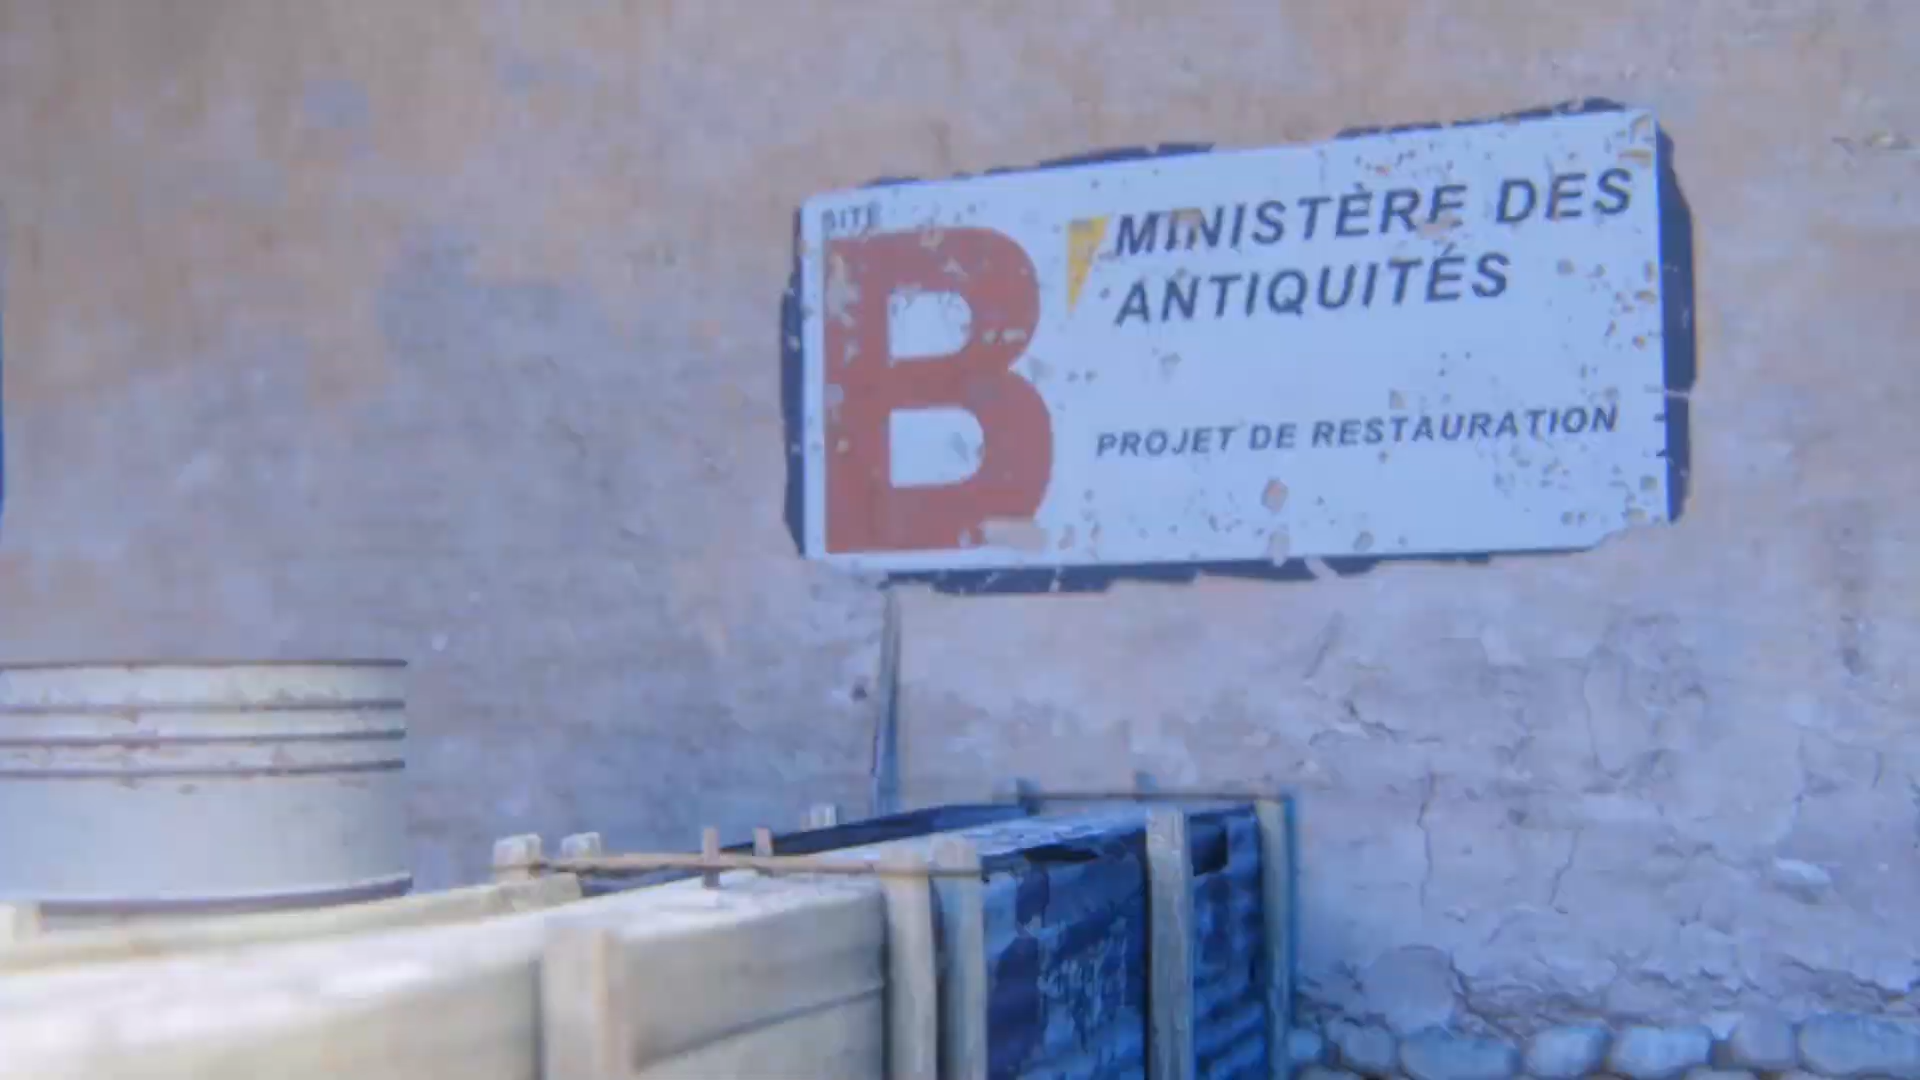 SITE
B
MINISTÈRE DES
ANTIQUITÉS
PROJET DE RESTAURATION